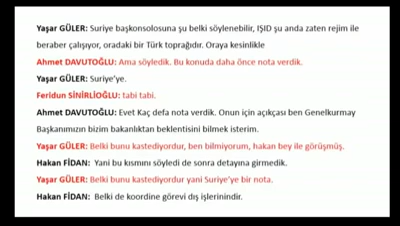 Yaşar GÜLER: Suriye başkonsolosuna şu belki söylenebilir, IŞID şu anda zaten rejim ile
beraber çalışıyor, oradaki bir Türk toprağıdır. Oraya kesinlikle
Ahmet DAVUTOĞLU: Ama söyledik. Bu konuda daha önce nota verdik.
Yaşar GÜLER: Suriye'ye.
Feridun SİNİRLİOĞLU: tabi tabi.
Ahmet DAVUTOĞLU: Evet Kaç defa nota verdik. Onun için açıkçası ben Genelkurmay
Başkanımızın bizim bakanlıktan beklentisini bilmek isterim.
Yaşar GÜLER: Belki bunu kastediyordur, ben bilmiyorum, hakan bey ile görüşmüş.
Hakan FİDAN: Yani bu kısmını söyledi de sonra detayına girmedik.
Yaşar GÜLER: Belki bunu kastediyordur yani Suriye'ye bir nota.
Hakan FİDAN: Belki de koordine görevi dış işlerinindir.